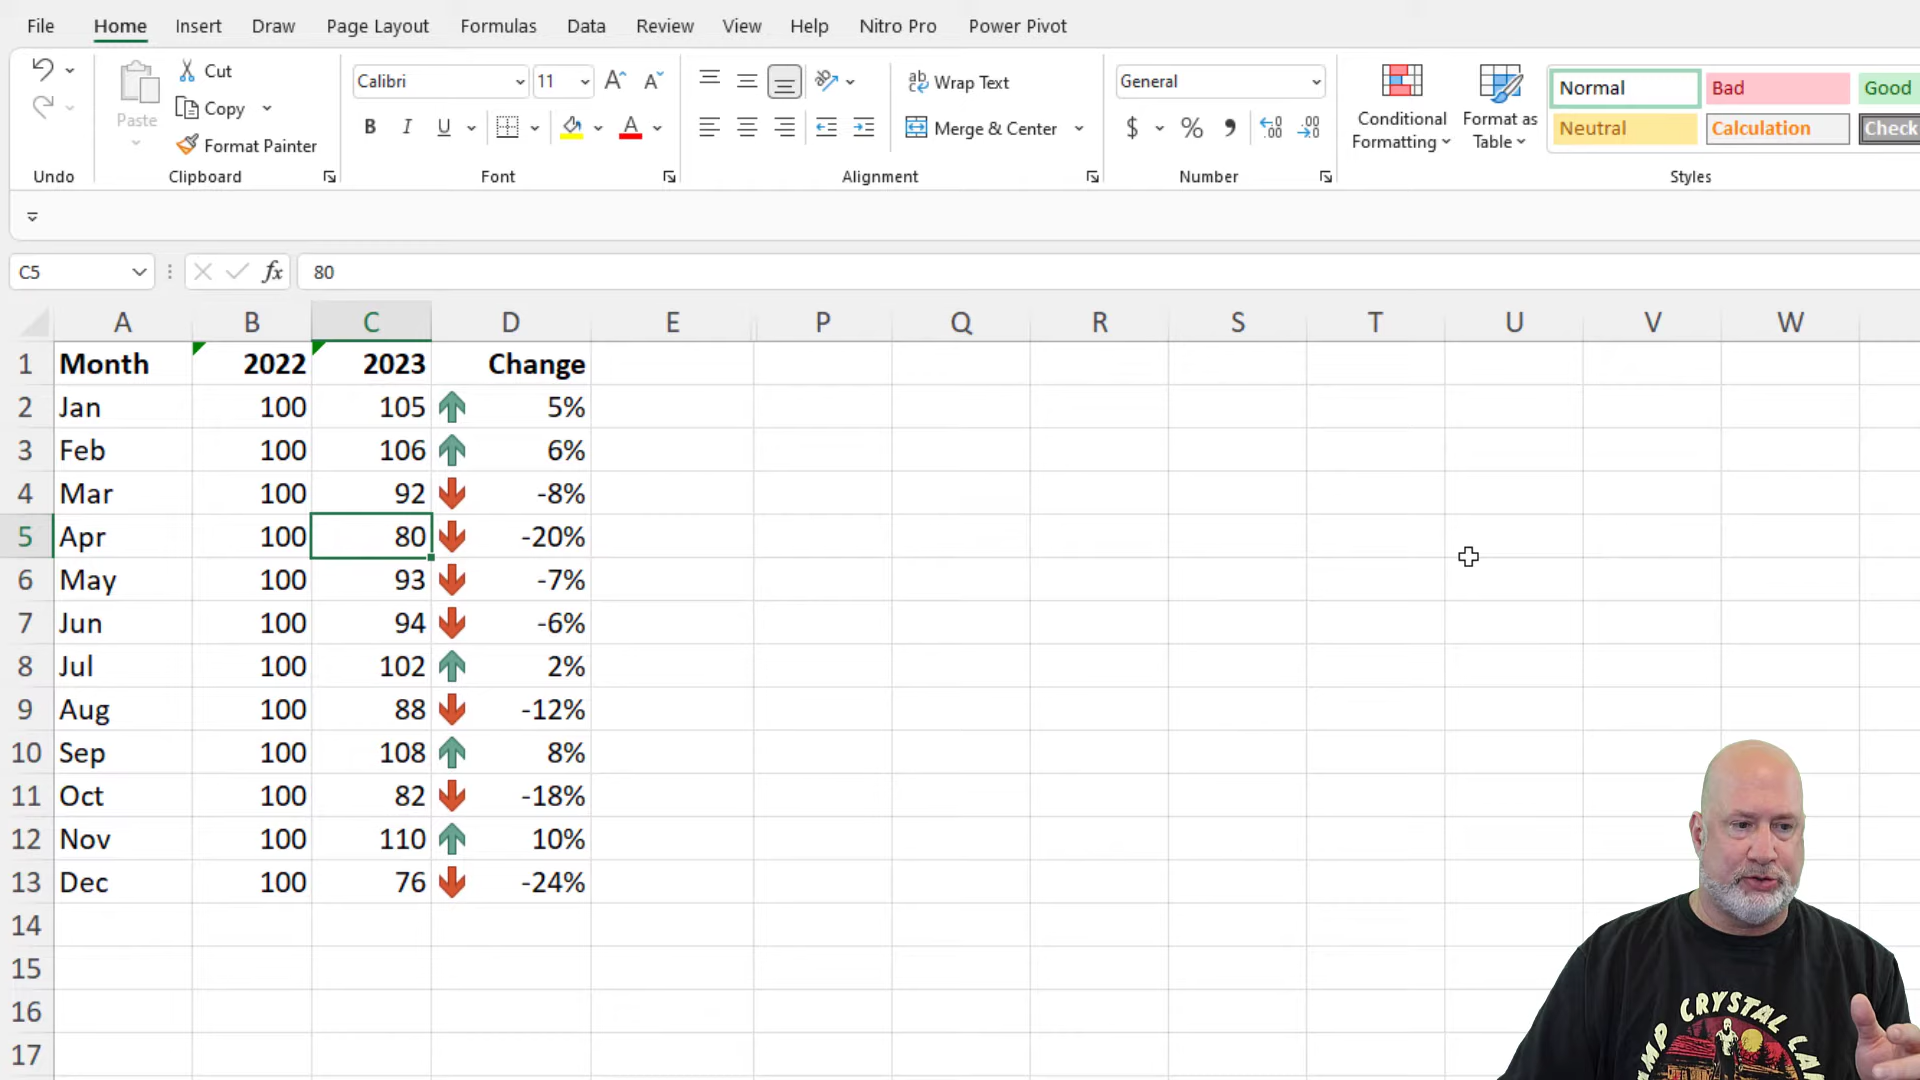 File Home Insert Draw Page Layout Formulas Data Review View Help Nitro Pro Power Pivot
Paste
Cut
Copy
Format Painter
Calibri 11 A A
B I U A
Wrap Text
Merge & Center
General
$ % , .00 .00
Conditional Formatting
Format as Table
Normal Bad Good
Neutral Calculation Check
Undo Clipboard Font Alignment Number Styles
C5 fx 80
A B C D E P Q R S T U V W
1 Month 2022 2023 Change
2 Jan 100 105 5%
3 Feb 100 106 6%
4 Mar 100 92 -8%
5 Apr 100 80 -20%
6 May 100 93 -7%
7 Jun 100 94 -6%
8 Jul 100 102 2%
9 Aug 100 88 -12%
10 Sep 100 108 8%
11 Oct 100 82 -18%
12 Nov 100 110 10%
13 Dec 100 76 -24%
14
15
16
17
CRYSTAL